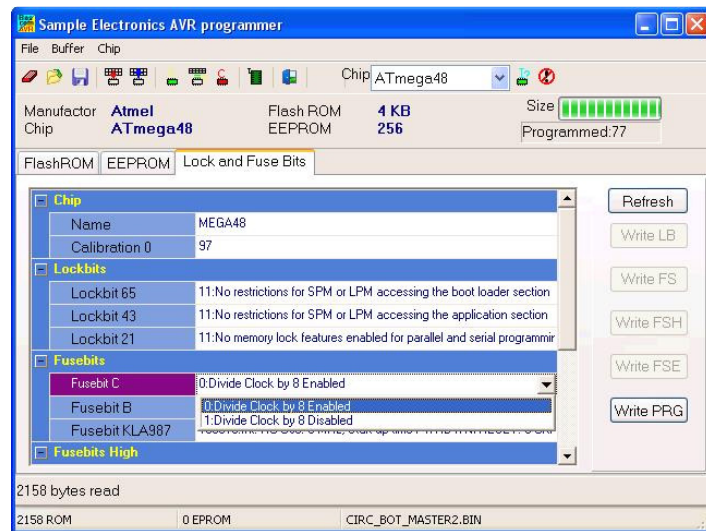 Sample Electronics AVR programmer
File Buffer Chip
Chip ATmega48
Manufactor Atmel Flash ROM 4 KB Size
Chip ATmega48 EEPROM 256 Programmed:77
FlashROM EEPROM Lock and Fuse Bits
Chip
Name MEGA48
Calibration 0 97
Lockbits
Lockbit 65 11:No restrictions for SPM or LPM accessing the boot loader section
Lockbit 43 11:No restrictions for SPM or LPM accessing the application section
Lockbit 21 11:No memory lock features enabled for parallel and serial programmin
Fusebits
Fusebit C 0:Divide Clock by 8 Enabled
Fusebit B 0:Divide Clock by 8 Enabled
1:Divide Clock by 8 Disabled
Fusebit KLA987
Fusebits High
Refresh
Write LB
Write FS
Write FSH
Write FSE
Write PRG
2158 bytes read
2158 ROM 0 EPROM CIRC_BOT_MASTER2.BIN